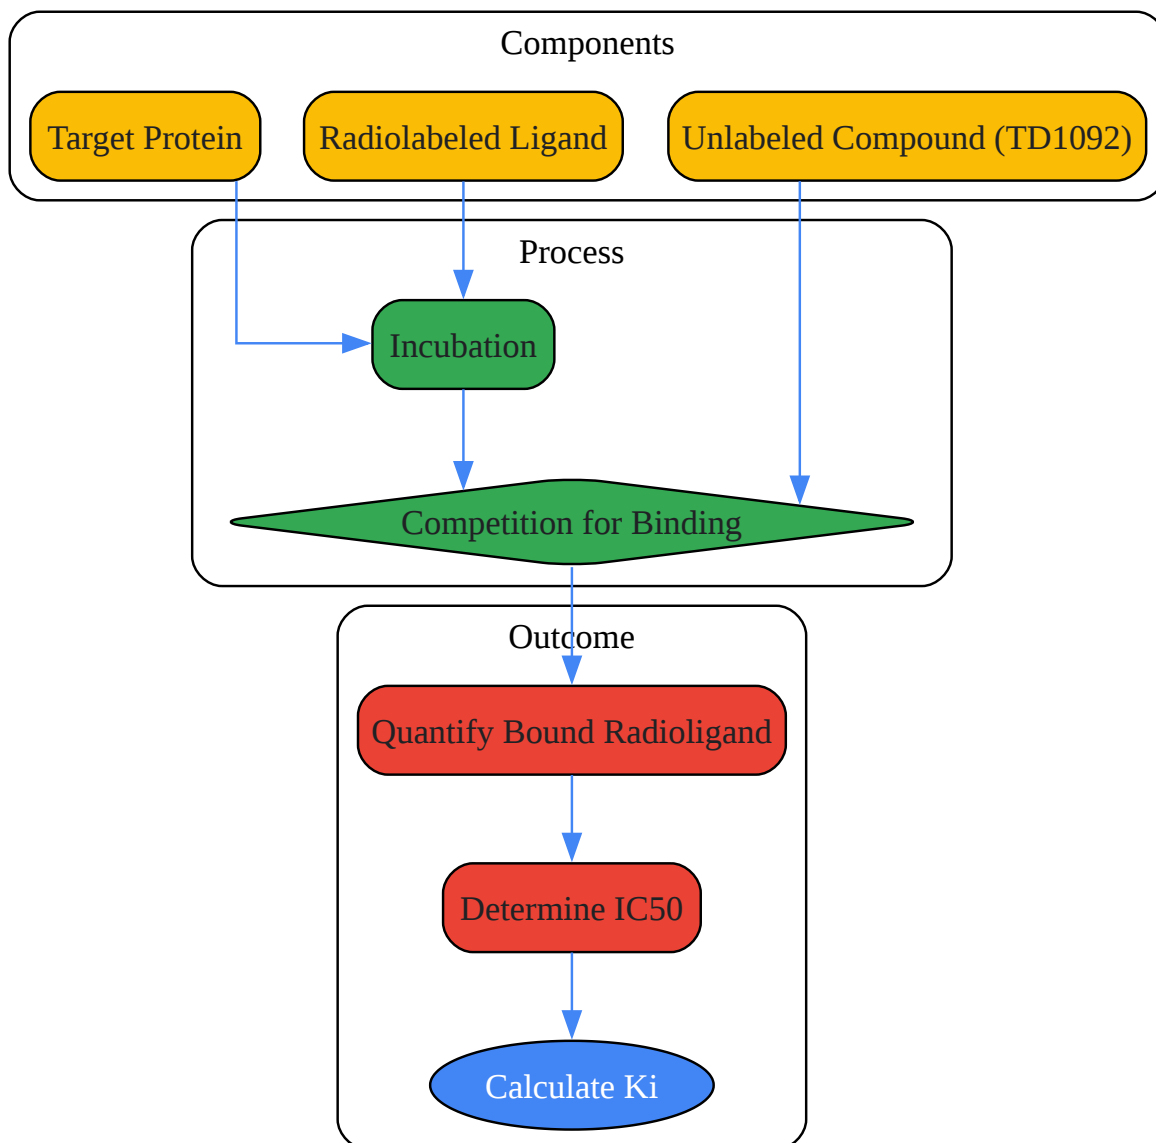 Components
Target Protein
Radiolabeled Ligand
Unlabeled Compound (TD1092)
Process
Incubation
Competition for Binding
Outcome
Quantify Bound Radioligand
Determine IC50
Calculate Ki